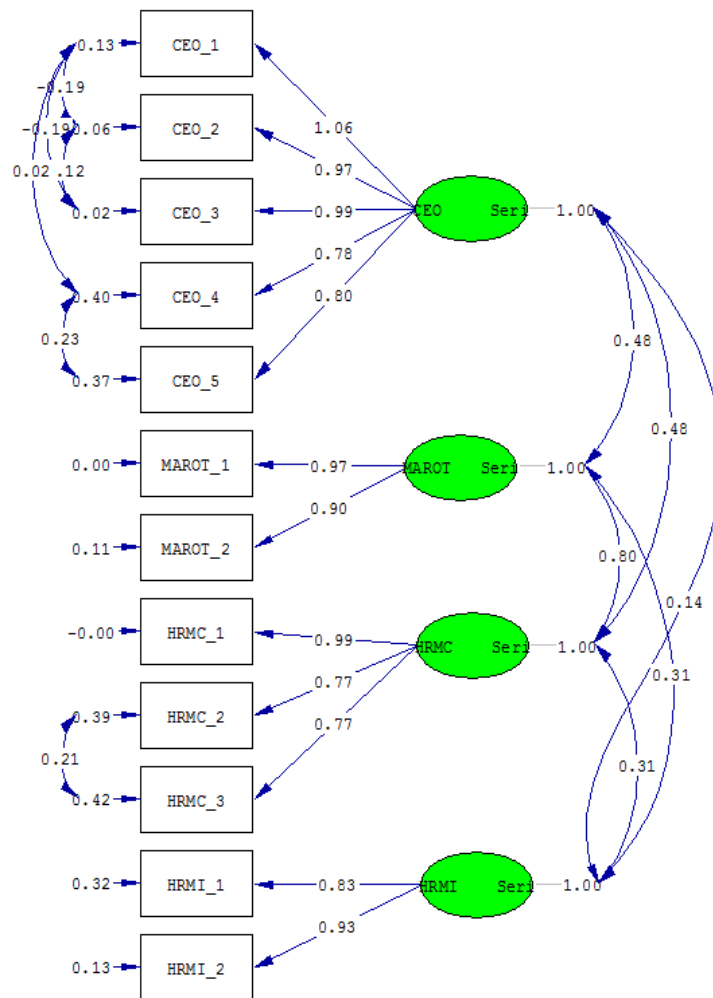 0.13 CEO_1
-0.19
1.06
-0.19 0.06 CEO_2
0.97
0.02 .12
0.02 CEO_3
0.99
CEO Seri 1.00
0.78
0.40 CEO_4
0.80
0.23
0.48
0.37 CEO_5
0.48
0.00 MAROT_1
0.97
MAROT Seri 1.00
0.90
0.11 MAROT_2
0.80
0.14
-0.00 HRMC_1
0.99
HRMC Seri 1.00
0.77
0.31
0.39 HRMC_2
0.77
0.21
0.31
0.42 HRMC_3
0.32 HRMI_1
0.83
HRMI Seri 1.00
0.93
0.13 HRMI_2